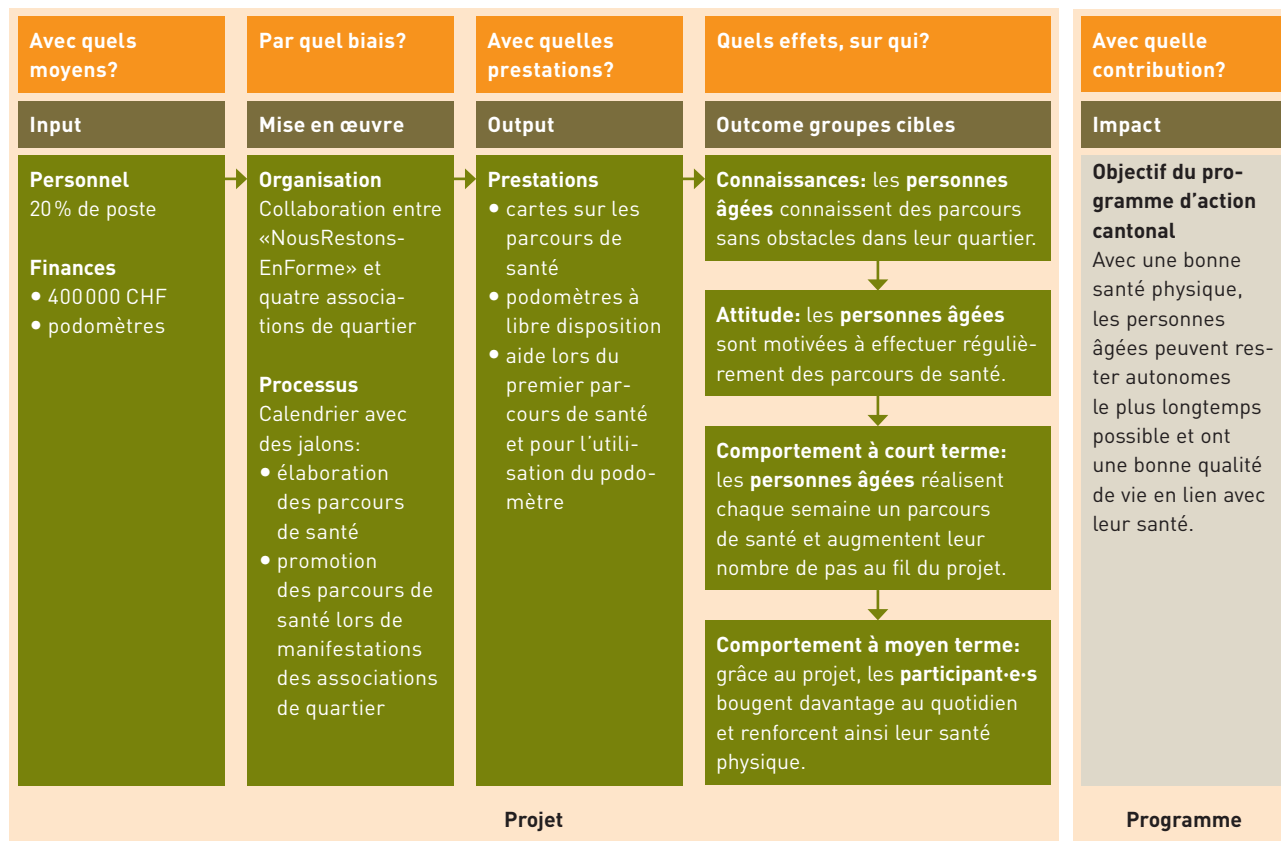 Avec quels
moyens?
Input
Personnel
20 % de poste
Finances
• 400 000 CHF
• podomètres
Par quel biais?
Mise en œuvre
Organisation
Collaboration entre
«NousRestons-
EnForme» et
quatre associa-
tions de quartier
Processus
Calendrier avec
des jalons:
• élaboration
des parcours
de santé
• promotion
des parcours de
santé lors de
manifestations
des associations
de quartier
Avec quelles
prestations?
Output
Prestations
• cartes sur les
parcours de
santé
• podomètres à
libre disposition
• aide lors du
premier par-
cours de santé
et pour l'utili-
sation du podo-
mètre
Quels effets, sur qui?
Outcome groupes cibles
Connaissances: les personnes
âgées connaissent des parcours
sans obstacles dans leur quartier.
Attitude: les personnes âgées
sont motivées à effectuer réguliè-
rement des parcours de santé.
Comportement à court terme:
les personnes âgées réalisent
chaque semaine un parcours
de santé et augmentent leur
nombre de pas au fil du projet.
Comportement à moyen terme:
grâce au projet, les participant·e·s
bougent davantage au quotidien
et renforcent ainsi leur santé
physique.
Projet
Avec quelle
contribution?
Impact
Objectif du pro-
gramme d'action
cantonal
Avec une bonne
santé physique,
les personnes
âgées peuvent res-
ter autonomes
le plus longtemps
possible et ont
une bonne qualité
de vie en lien avec
leur santé.
Programme